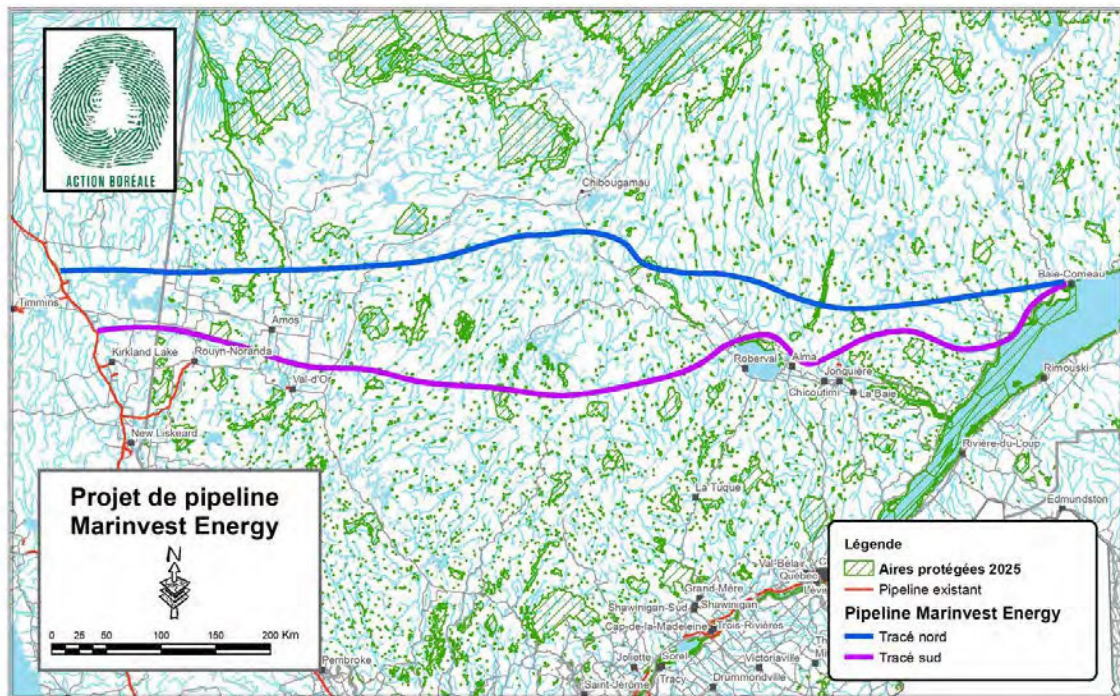 ACTION BORÉALE
Chibougamau
Baie-Comeau
Timmins
Amos
Kirkland Lake
Rouyn-Noranda
Val-d'Or
Roberval
Alma
Jonquière
Chicoutimi
La Baie
Rimouski
New Liskeard
Rivière-du-Loup
La Tuque
Edmundston
Projet de pipeline
Marinvest Energy
N
0 25 50 100 150 200 Km
Pembroke
Val-Bélair
Québec
Grand-Mère
Shawinigan-Sud
Shawinigan
Cap-de-la-Madeleine
Trois-Rivières
Joliette
Sorel
Tracy
Victoriaville
Saint-Jérôme
Drummondville
Légende
Aires protégées 2025
Pipeline existant
Pipeline Marinvest Energy
Tracé nord
Tracé sud